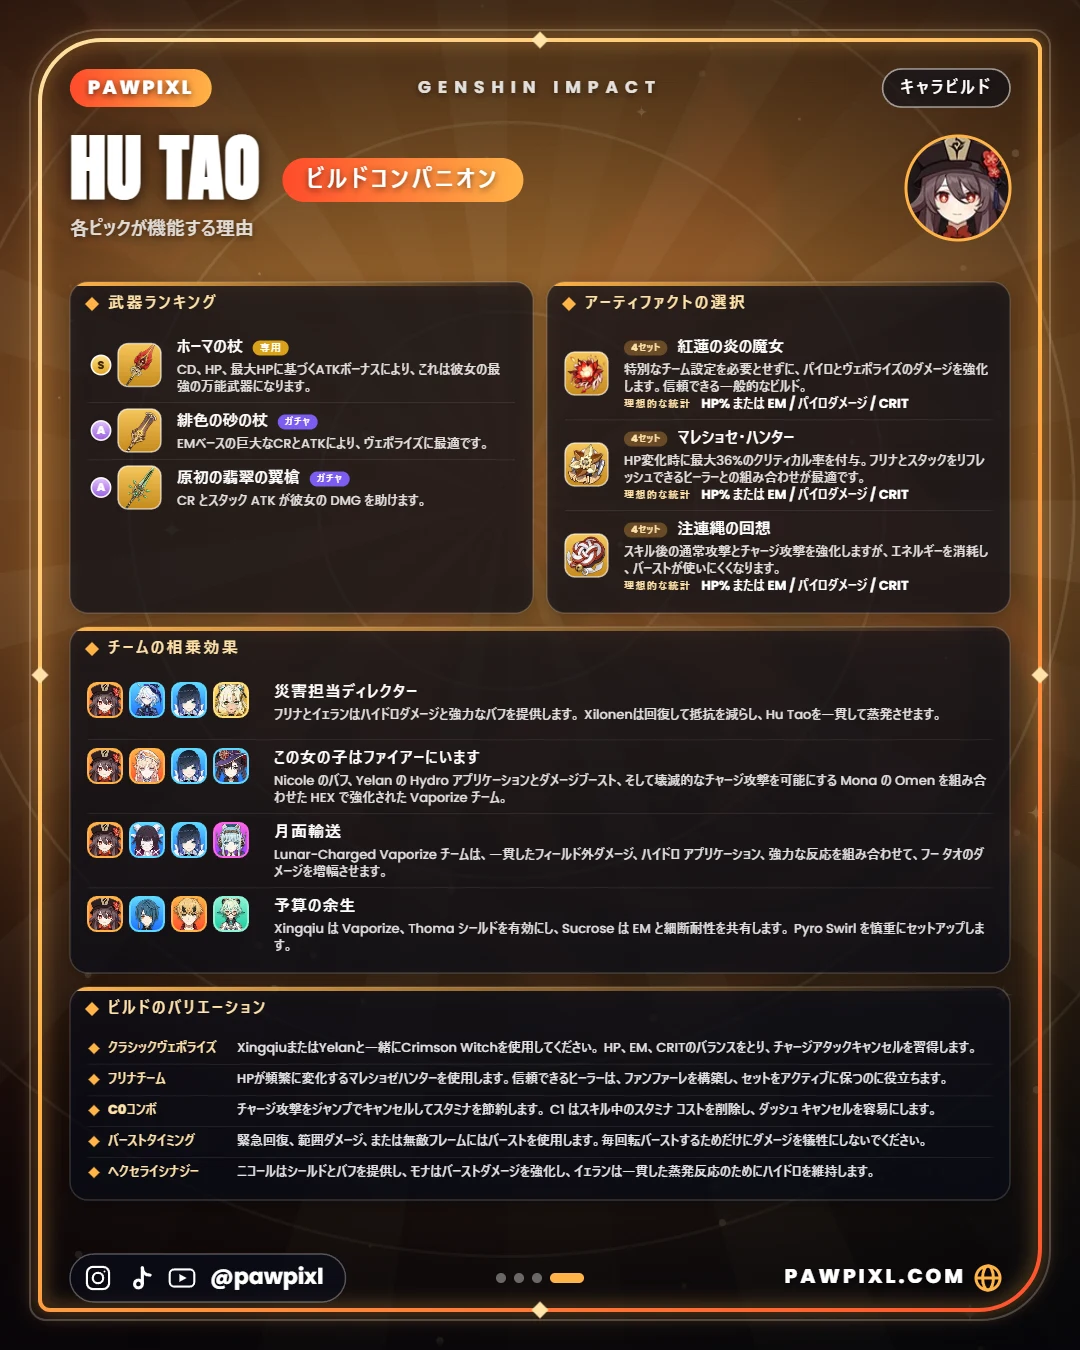 PAWPIXL
GENSHIN IMPACT
キャラビルド
HU TAO
ビルドコンパニオン
各ピックが機能する理由
武器ランキング
S
ホーマの杖 専用
CD、HP、最大HPに基づくATKボーナスにより、これは彼女の最
強の万能武器になります。
A
緋色の砂の杖 ガチャ
EMベースの巨大なCRとATKにより、ヴェポライズに最適です。
A
原初の翡翠の翼槍 ガチャ
CR とスタック ATK が彼女の DMG を助けます。
アーティファクトの選択
4セット 紅蓮の炎の魔女
特別なチーム設定を必要とせずに、パイロとヴェポライズのダメージを強化
します。信頼できる一般的なビルド。
理想的な統計 HP% または EM / パイロダメージ / CRIT
4セット マレショセ・ハンター
HP変化時に最大36%のクリティカル率を付与。フリナとスタックをリフレ
ッシュできるヒーラーとの組み合わせが最適です。
理想的な統計 HP% または EM / パイロダメージ / CRIT
4セット 注連縄の回想
スキル後の通常攻撃とチャージ攻撃を強化しますが、エネルギーを消耗し
、バーストが使いにくくなります。
理想的な統計 HP% または EM / パイロダメージ / CRIT
チームの相乗効果
災害担当ディレクター
フリナとイェランはハイドロダメージと強力なバフを提供します。Xilonenは回復して抵抗を減らし、Hu Taoを一貫して蒸発させます。
この女の子はファイアーにいます
Nicole のバフ、Yelan の Hydro アプリケーションとダメージブースト、そして壊滅的なチャージ攻撃を可能にする Mona の Omen を組み合
わせた HEX で強化された Vaporize チーム。
月面輸送
Lunar-Charged Vaporize チームは、一貫したフィールド外ダメージ、ハイドロ アプリケーション、強力な反応を組み合わせて、フー タオのダ
メージを増幅させます。
予算の余生
Xingqiu は Vaporize、Thoma シールドを有効にし、Sucrose は EM と細断耐性を共有します。Pyro Swirl を慎重にセットアップしま
す。
ビルドのバリエーション
クラシックヴェポライズ XingqiuまたはYelanと一緒にCrimson Witchを使用してください。HP、EM、CRITのバランスをとり、チャージアタックキャンセルを習得します。
フリナチーム HPが頻繁に変化するマレショゼハンターを使用します。信頼できるヒーラーは、ファンファーレを構築し、セットをアクティブに保つのに役立ちます。
C0コンボ チャージ攻撃をジャンプでキャンセルしてスタミナを節約します。C1 はスキル中のスタミナ コストを削除し、ダッシュ キャンセルを容易にします。
バーストタイミング 緊急回復、範囲ダメージ、または無敵フレームにはバーストを使用します。毎回転バーストするためだけにダメージを犠牲にしないでください。
ヘクセライシナジー ニコールはシールドとバフを提供し、モナはバーストダメージを強化し、イェランは一貫した蒸発反応のためにハイドロを維持します。
@pawpixl
PAWPIXL.COM